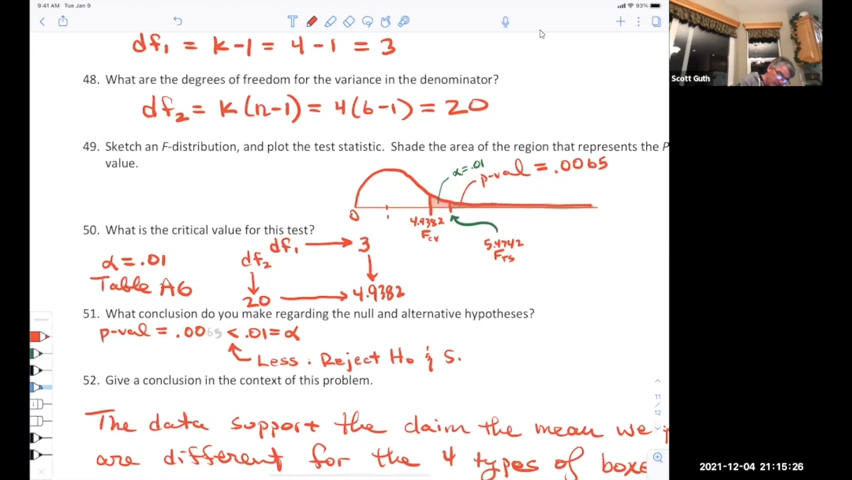 9:41 AM Tue Jan 9
93%
df₁ = k-1 = 4-1 = 3
Scott Guth
48. What are the degrees of freedom for the variance in the denominator?
df₂ = k(n-1) = 4(6-1) = 20
49. Sketch an F-distribution, and plot the test statistic. Shade the area of the region that represents the P
value.
α=.01
p-val = .0065
0
1
4.9382
F_CV
5.4742
F_TS
50. What is the critical value for this test?
α = .01
Table A6
df₁
3
df₂
20
4.9382
51. What conclusion do you make regarding the null and alternative hypotheses?
p-val = .0065 < .01 = α
Less ∴ Reject H₀ & S.
52. Give a conclusion in the context of this problem.
The data support the claim the mean we
are different for the 4 types of boxe
11
/
12
2021-12-04 21:15:26